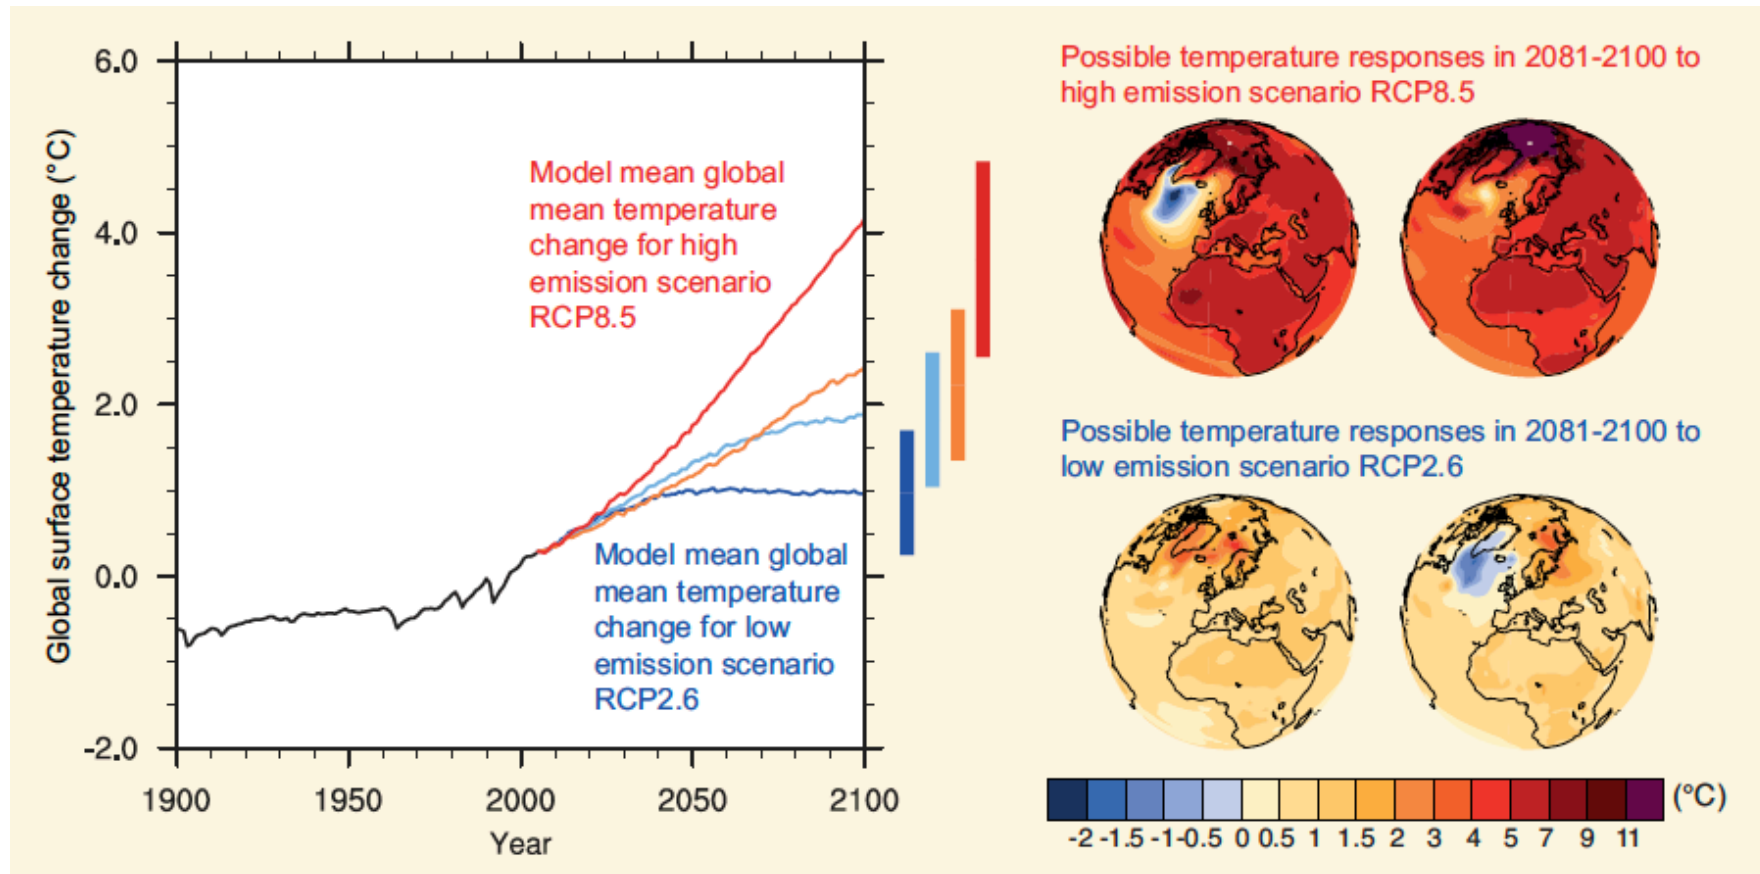 6.0
4.0
2.0
0.0
-2.0
Global surface temperature change (°C)
1900 1950 2000 2050 2100
Year
Model mean global
mean temperature
change for high
emission scenario
RCP8.5
Model mean global
mean temperature
change for low
emission scenario
RCP2.6
Possible temperature responses in 2081-2100 to
high emission scenario RCP8.5
Possible temperature responses in 2081-2100 to
low emission scenario RCP2.6
-2 -1.5 -1 -0.5 0 0.5 1 1.5 2 3 4 5 7 9 11 (°C)